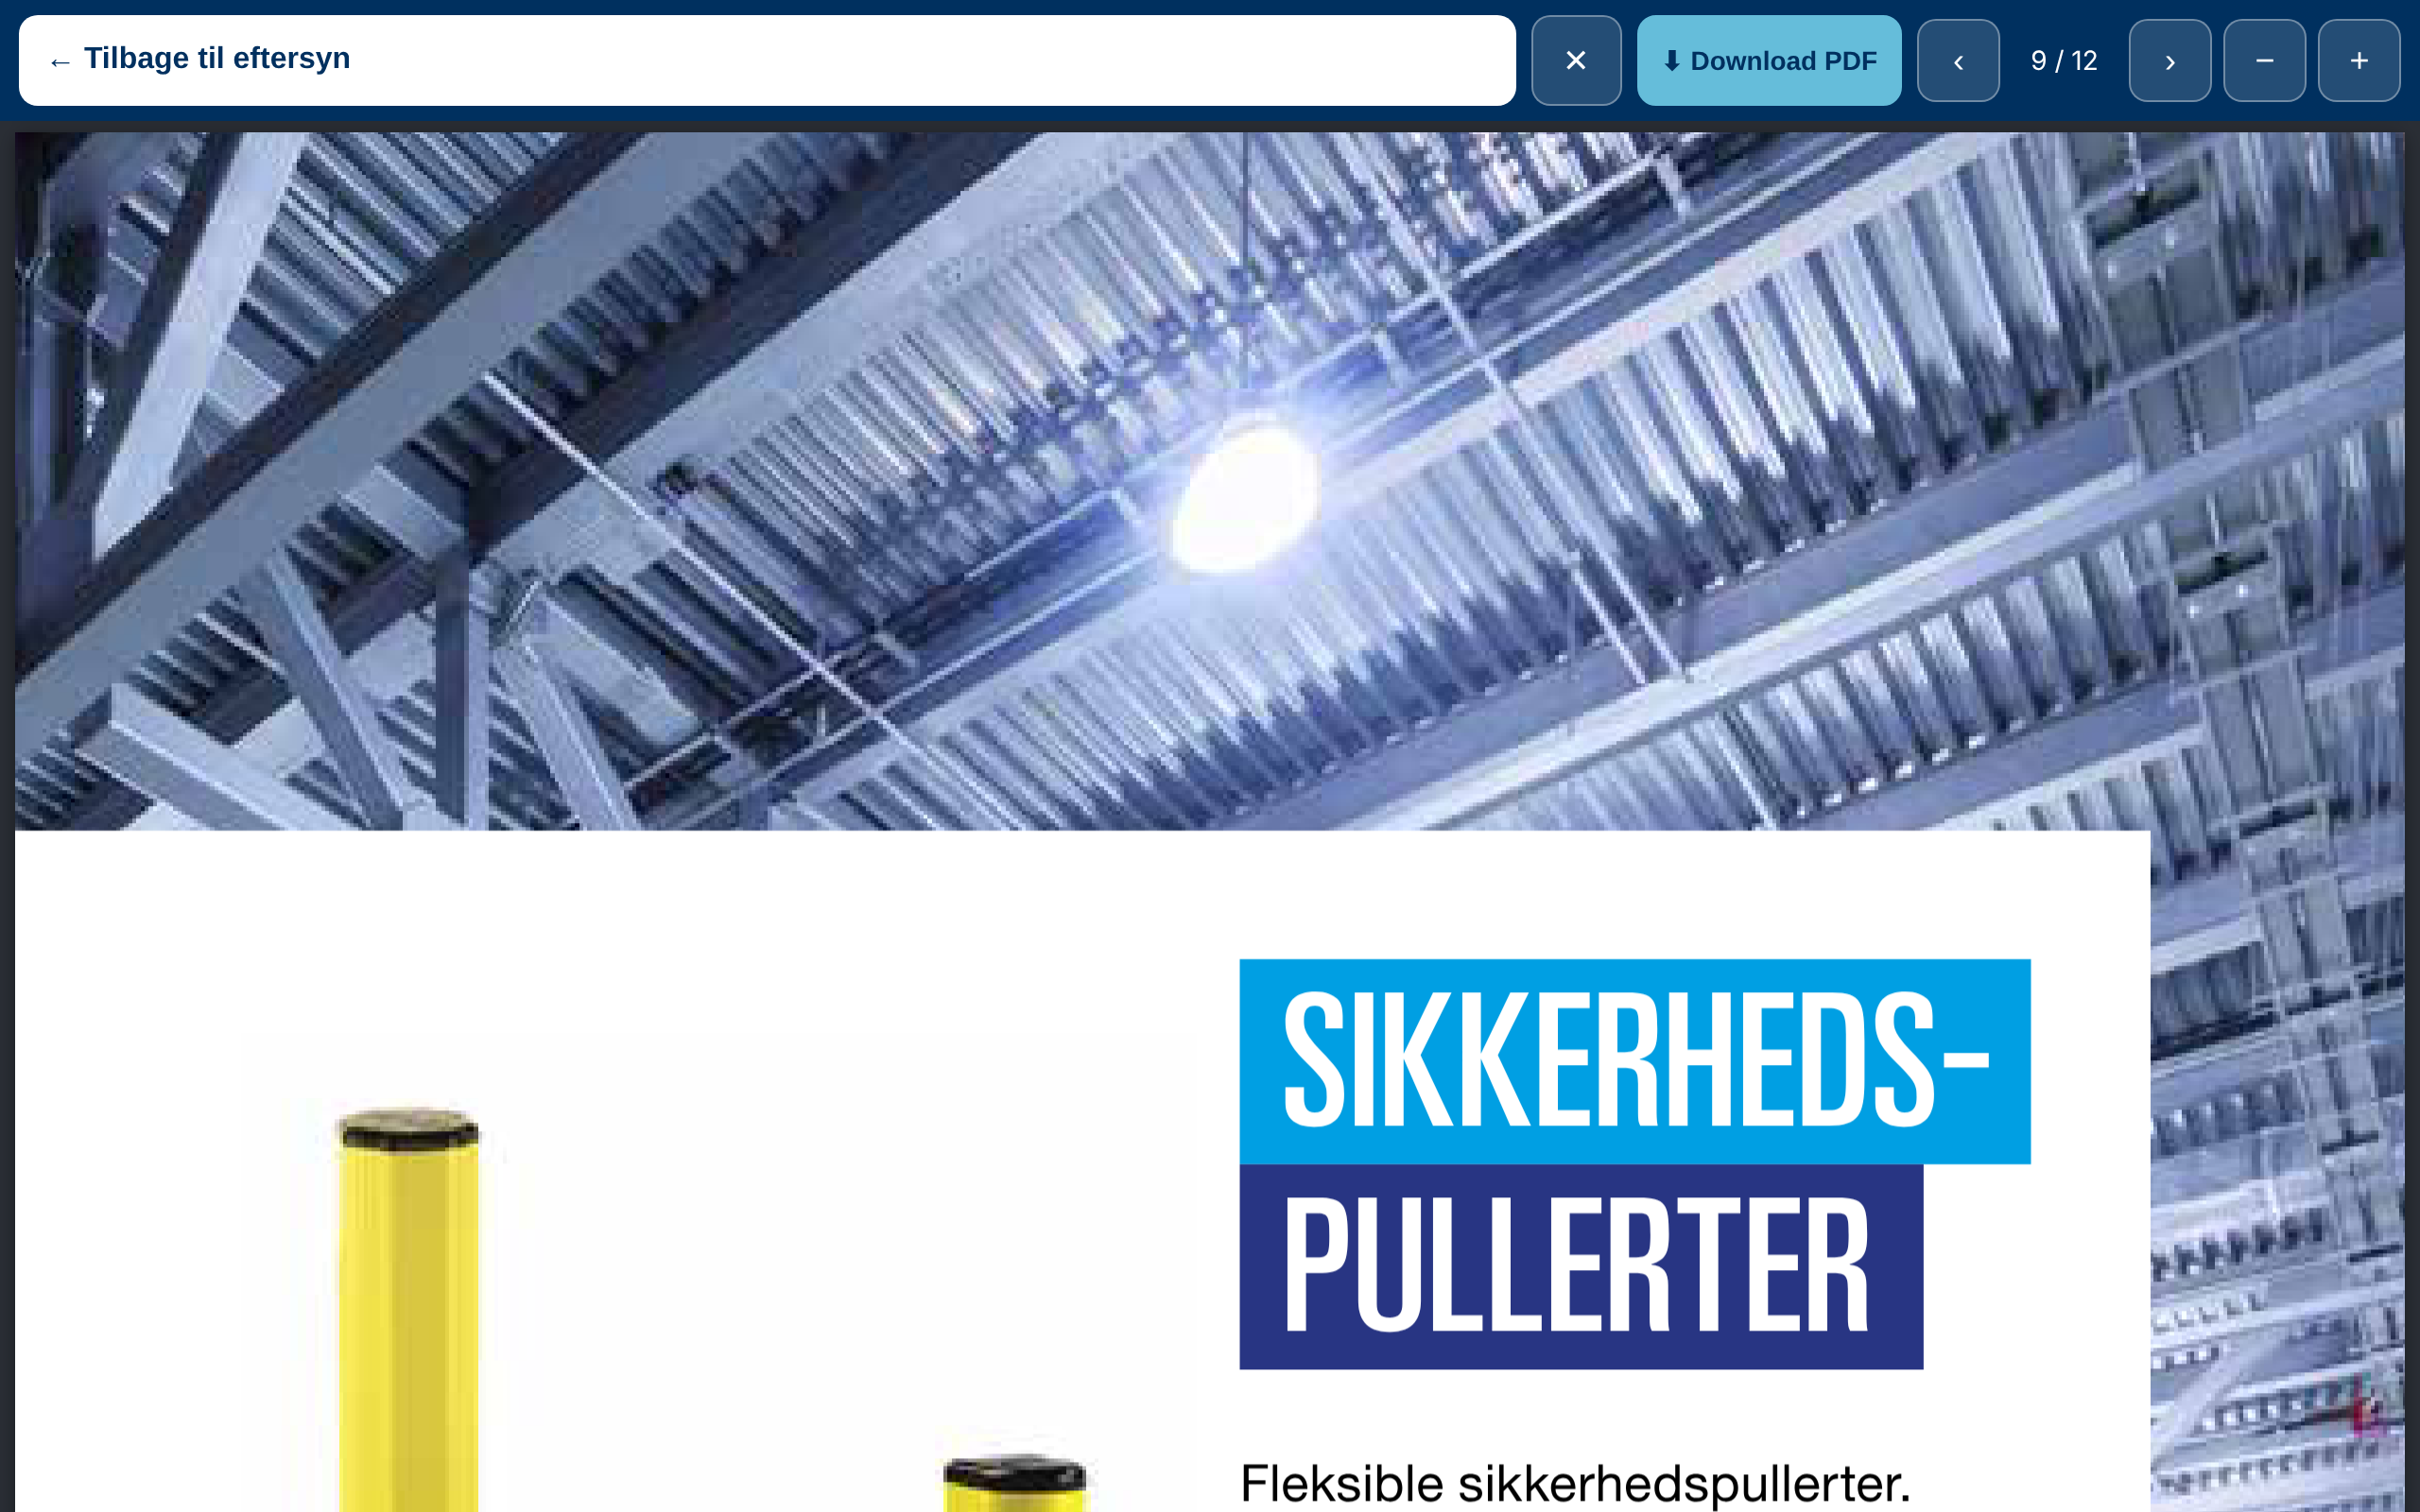 ← Tilbage til eftersyn
✕
⬇ Download PDF
‹
9 / 12
›
−
+
SIKKERHEDS-
PULLERTER
Fleksible sikkerhedspullerter.